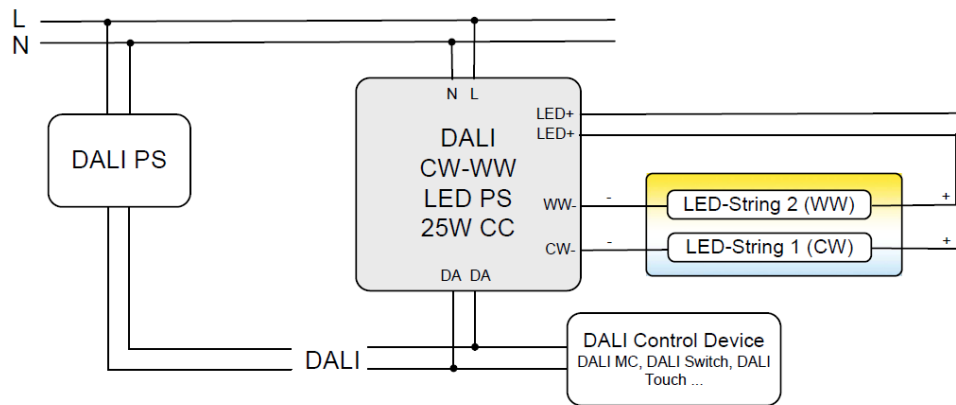 L
N
N L
LED+
LED+
DALI PS
DALI
CW-WW
LED PS
25W CC
WW-
-
LED-String 2 (WW)
+
CW-
-
LED-String 1 (CW)
+
DA DA
DALI
DALI Control Device
DALI MC, DALI Switch, DALI
Touch ...